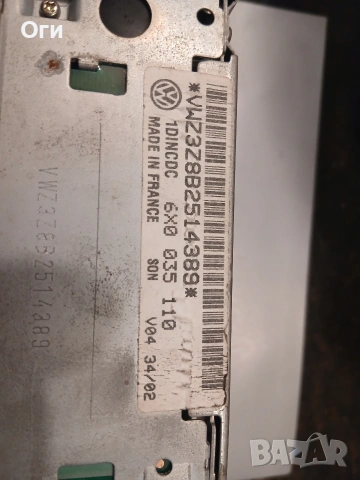 Оги
*VWZ3Z8B2514389*
1DINCDC 6X0 035 110
MADE IN FRANCE SON V04 34/02
VWZ3Z8B2514389
BAZAR
bg